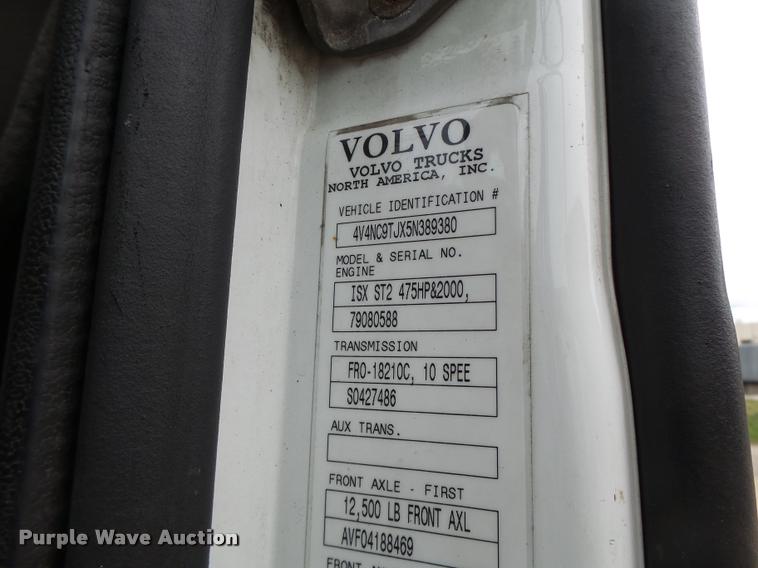 VOLVO
VOLVO TRUCKS
NORTH AMERICA, INC.
VEHICLE IDENTIFICATION #
4V4NC9TJX5N389380
MODEL & SERIAL NO.
ENGINE
ISX ST2 475HP&2000,
79080588
TRANSMISSION
FRO-18210C, 10 SPEE
S0427486
AUX TRANS.
FRONT AXLE - FIRST
12,500 LB FRONT AXL
AVF04188469
FRONT
Purple Wave Auction